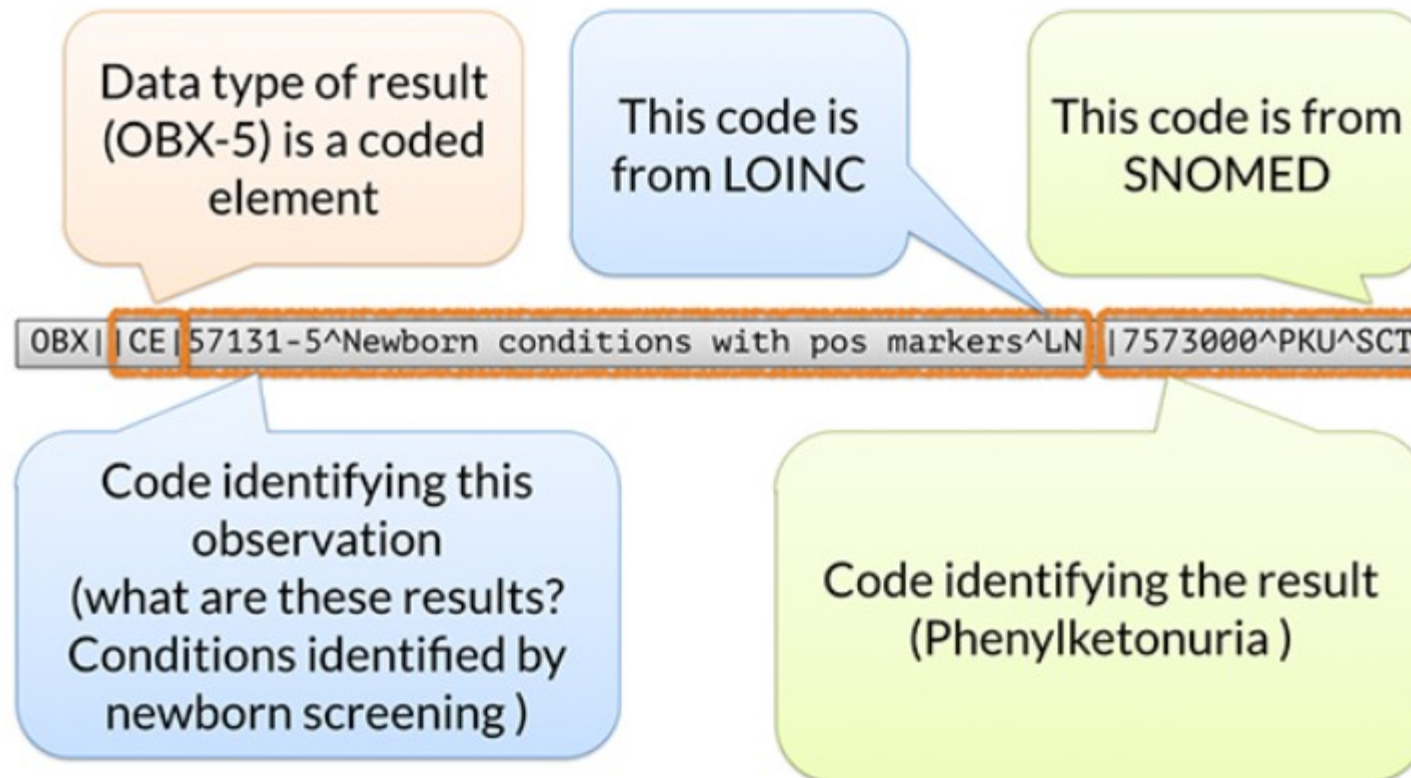 Data type of result
(OBX-5) is a coded
element
This code is
from LOINC
This code is from
SNOMED
OBX| |CE|57131-5^Newborn conditions with pos markers^LN |7573000^PKU^SCT
Code identifying this
observation
(what are these results?
Conditions identified by
newborn screening )
Code identifying the result
(Phenylketonuria )